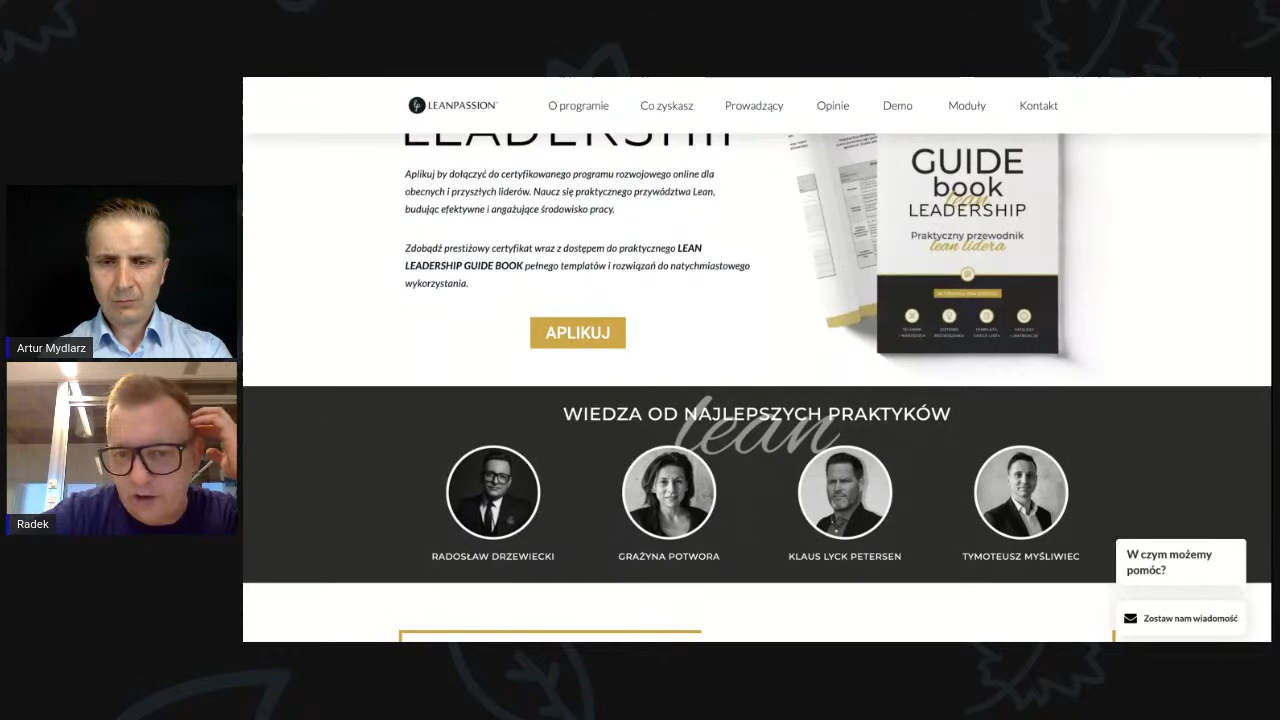 LEANPASSION
O programie
Co zyskasz
Prowadzący
Opinie
Demo
Moduły
Kontakt
LEADERSHIP
Aplikuj by dołączyć do certyfikowanego programu rozwojowego online dla
obecnych i przyszłych liderów. Naucz się praktycznego przywództwa Lean,
budując efektywne i angażujące środowisko pracy.
Zdobądź prestiżowy certyfikat wraz z dostępem do praktycznego LEAN
LEADERSHIP GUIDE BOOK pełnego templatów i rozwiązań do natychmiastowego
wykorzystania.
APLIKUJ
GUIDE
book
lean
LEADERSHIP
Praktyczny przewodnik
lean lidera
Artur Mydlarz
Radek
WIEDZA OD NAJLEPSZYCH PRAKTYKÓW
lean
RADOSŁAW DRZEWIECKI
GRAŻYNA POTWORA
KLAUS LYCK PETERSEN
TYMOTEUSZ MYŚLIWIEC
W czym możemy
pomóc?
Zostaw nam wiadomość